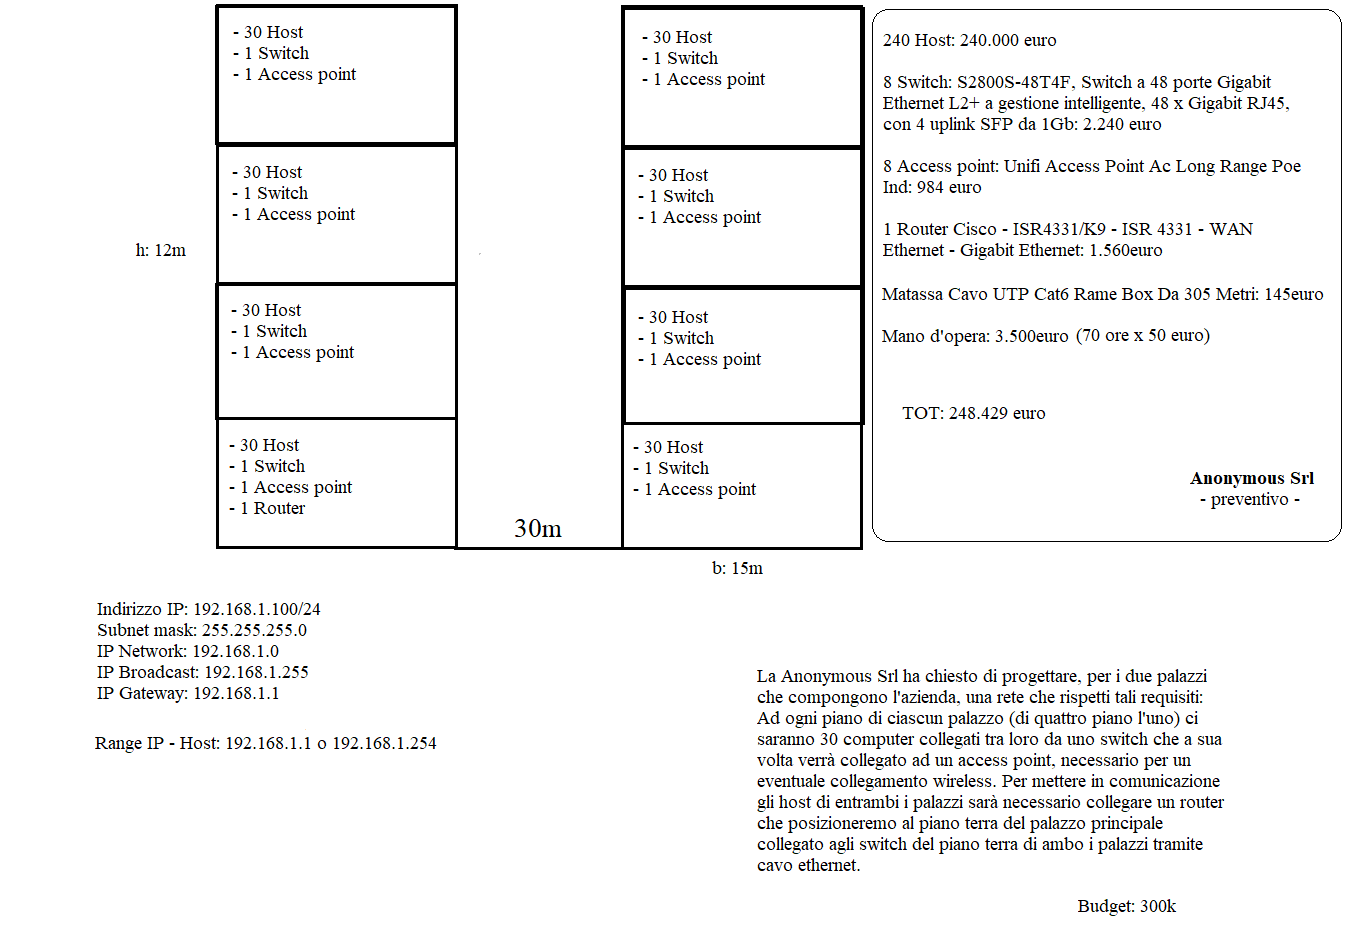 - 30 Host
- 1 Switch
- 1 Access point
- 30 Host
- 1 Switch
- 1 Access point
- 30 Host
- 1 Switch
- 1 Access point
- 30 Host
- 1 Switch
- 1 Access point
- 1 Router
h: 12m
30m
- 30 Host
- 1 Switch
- 1 Access point
- 30 Host
- 1 Switch
- 1 Access point
- 30 Host
- 1 Switch
- 1 Access point
- 30 Host
- 1 Switch
- 1 Access point
b: 15m
240 Host: 240.000 euro
8 Switch: S2800S-48T4F, Switch a 48 porte Gigabit
Ethernet L2+ a gestione intelligente, 48 x Gigabit RJ45,
con 4 uplink SFP da 1Gb: 2.240 euro
8 Access point: Unifi Access Point Ac Long Range Poe
Ind: 984 euro
1 Router Cisco - ISR4331/K9 - ISR 4331 - WAN
Ethernet - Gigabit Ethernet: 1.560euro
Matassa Cavo UTP Cat6 Rame Box Da 305 Metri: 145euro
Mano d'opera: 3.500euro (70 ore x 50 euro)
TOT: 248.429 euro
Anonymous Srl
- preventivo -
Indirizzo IP: 192.168.1.100/24
Subnet mask: 255.255.255.0
IP Network: 192.168.1.0
IP Broadcast: 192.168.1.255
IP Gateway: 192.168.1.1
Range IP - Host: 192.168.1.1 o 192.168.1.254
La Anonymous Srl ha chiesto di progettare, per i due palazzi
che compongono l'azienda, una rete che rispetti tali requisiti:
Ad ogni piano di ciascun palazzo (di quattro piano l'uno) ci
saranno 30 computer collegati tra loro da uno switch che a sua
volta verrà collegato ad un access point, necessario per un
eventuale collegamento wireless. Per mettere in comunicazione
gli host di entrambi i palazzi sarà necessario collegare un router
che posizioneremo al piano terra del palazzo principale
collegato agli switch del piano terra di ambo i palazzi tramite
cavo ethernet.
Budget: 300k